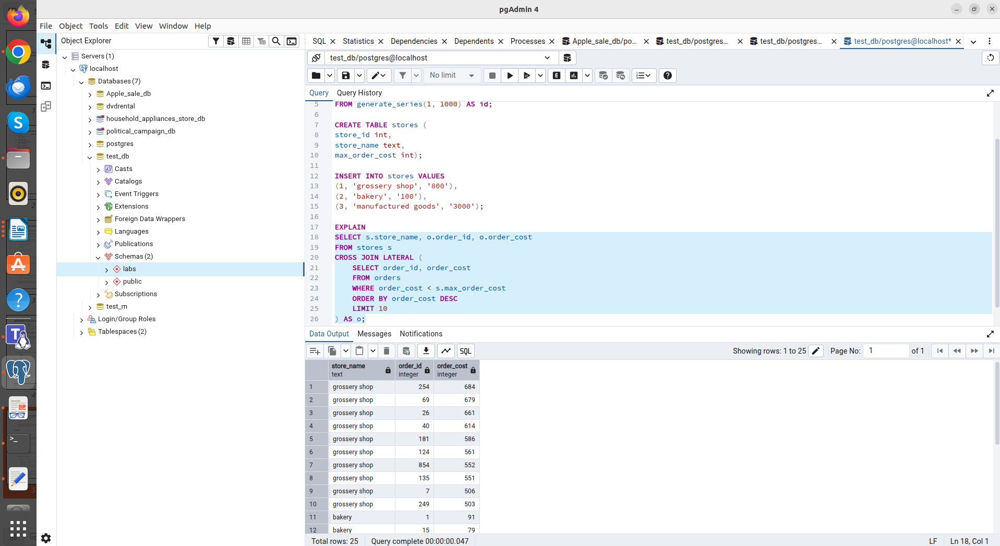 pgAdmin 4
File Object Tools Edit View Window Help
Object Explorer
SQL Statistics Dependencies Dependents Processes Apple_sale_db/po... test_db/postgres... test_db/postgres... test_db/postgres@localhost*
Servers (1)
localhost
Databases (7)
Apple_sale_db
dvdrental
household_appliances_store_db
political_campaign_db
postgres
test_db
Casts
Catalogs
Event Triggers
Extensions
Foreign Data Wrappers
Languages
Publications
Schemas (2)
labs
public
Subscriptions
test_m
Login/Group Roles
Tablespaces (2)
test_db/postgres@localhost
No limit
E
Query Query History
5 FROM generate_series(1, 1000) AS id;
6
7 CREATE TABLE stores (
8 store_id int,
9 store_name text,
10 max_order_cost int);
11
12 INSERT INTO stores VALUES
13 (1, 'grossery shop', '800'),
14 (2, 'bakery', '100'),
15 (3, 'manufactured goods', '3000');
16
17 EXPLAIN
18 SELECT s.store_name, o.order_id, o.order_cost
19 FROM stores s
20 CROSS JOIN LATERAL (
21 SELECT order_id, order_cost
22 FROM orders
23 WHERE order_cost < s.max_order_cost
24 ORDER BY order_cost DESC
25 LIMIT 10
26 ) AS o;
Data Output Messages Notifications
SQL Showing rows: 1 to 25 Page No: 1 of 1
store_name order_id order_cost
text integer integer
1 grossery shop 254 684
2 grossery shop 69 679
3 grossery shop 26 661
4 grossery shop 40 614
5 grossery shop 181 586
6 grossery shop 124 561
7 grossery shop 854 552
8 grossery shop 135 551
9 grossery shop 7 506
10 grossery shop 249 503
11 bakery 1 91
12 bakery 15 79
Total rows: 25 Query complete 00:00:00.047 LF Ln 18, Col 1